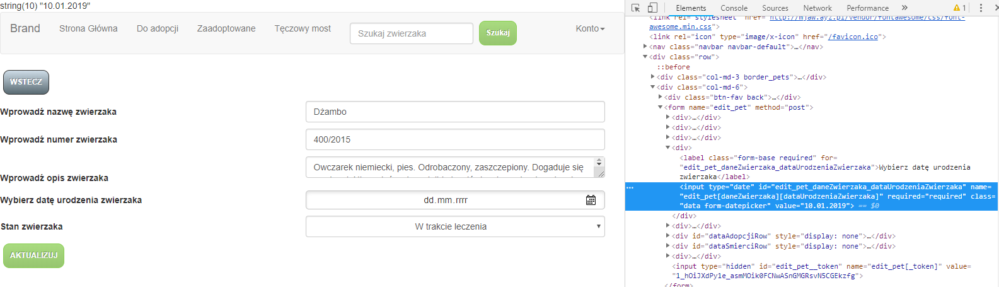 string(10) "10.01.2019"
Brand Strona Główna Do adopcji Zaadoptowane Tęczowy most Szukaj zwierzaka Szukaj Konto
WSTECZ
Wprowadź nazwę zwierzaka Dżambo
Wprowadź numer zwierzaka 400/2015
Wprowadź opis zwierzaka Owczarek niemiecki, pies. Odrobaczony, zaszczepiony. Dogaduje się
Wybierz datę urodzenia zwierzaka dd.mm.rrrr
Stan zwierzaka W trakcie leczenia
AKTUALIZUJ
Elements Console Sources Network Performance » 1
<link rel="stylesheet" href="http://mjaw.ayz.pl/vendor/fontawesome/css/font-
awesome.min.css">
<link rel="icon" type="image/x-icon" href="/favicon.ico">
<nav class="navbar navbar-default">…</nav>
<div class="row">
::before
<div class="col-md-3 border_pets">…</div>
<div class="col-md-6">
<div class="btn-fav back">…</div>
<form name="edit_pet" method="post">
<div>…</div>
<div>…</div>
<div>…</div>
<div>
<label class="form-base required" for=
"edit_pet_daneZwierzaka_dataUrodzeniaZwierzaka">Wybierz datę urodzenia
zwierzaka</label>
<input type="date" id="edit_pet_daneZwierzaka_dataUrodzeniaZwierzaka" name=
"edit_pet[daneZwierzaka][dataUrodzeniaZwierzaka]" required="required" class=
"data form-datepicker" value="10.01.2019"> == $0
</div>
<div>…</div>
<div id="dataAdopcjiRow" style="display: none">…</div>
<div id="dataSmierciRow" style="display: none">…</div>
<div>…</div>
<input type="hidden" id="edit_pet__token" name="edit_pet[_token]" value=
"1_hOiJXdPy1e_asmMOik0FCNwASnGMGRsvN5CGEkzfg">
</form>